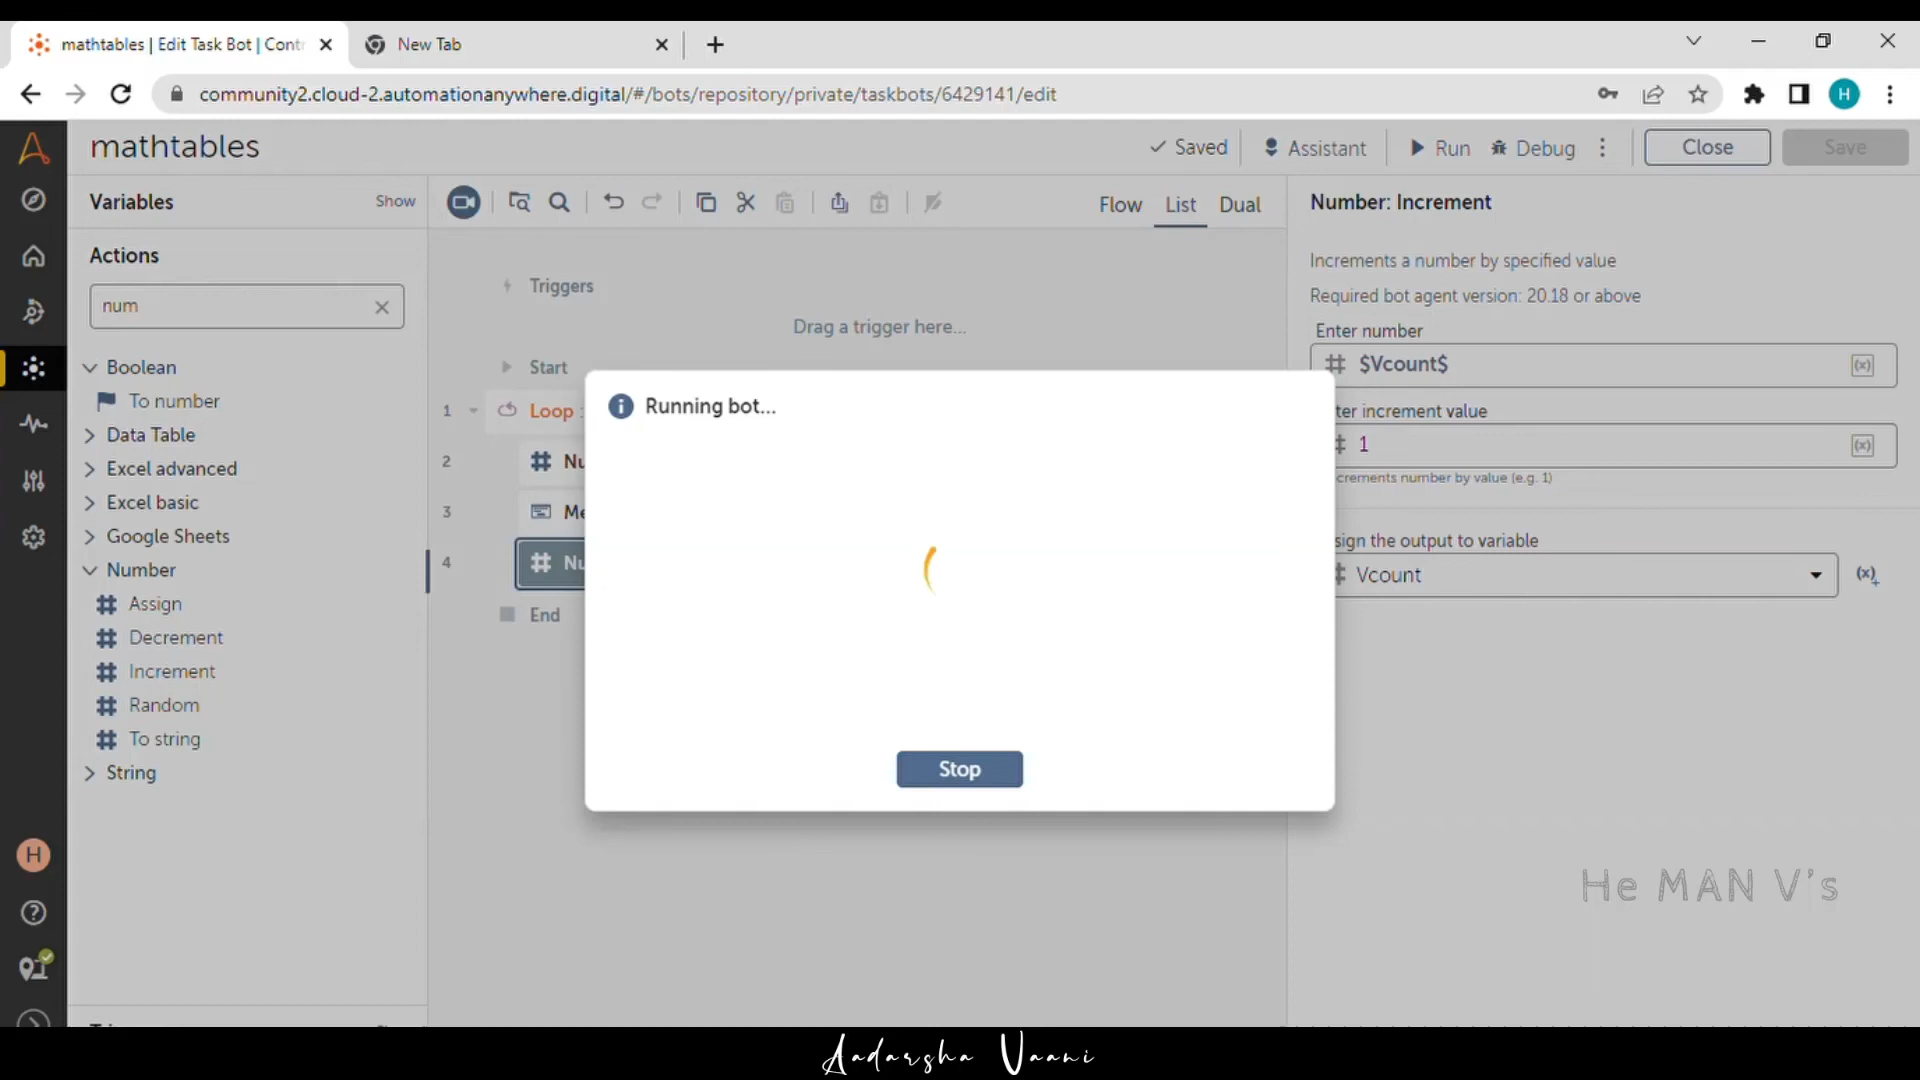 mathtables | Edit Task Bot | Contr
New Tab
community2.cloud-2.automationanywhere.digital/#/bots/repository/private/taskbots/6429141/edit
H
mathtables
Saved
Assistant
Run
Debug
Close
Save
Variables
Show
Flow
List
Dual
Number: Increment
Actions
num
Increments a number by specified value
Required bot agent version: 20.18 or above
Enter number
$Vcount$
Triggers
Drag a trigger here...
Start
Boolean
To number
Data Table
Excel advanced
Excel basic
Google Sheets
Number
Assign
Decrement
Increment
Random
To string
String
1 Loop :
2 Nu
3 Me
4 Nu
End
Running bot...
Stop
ter increment value
1
crements number by value (e.g. 1)
sign the output to variable
Vcount
H
He MAN V's
Aadarsha Vaani